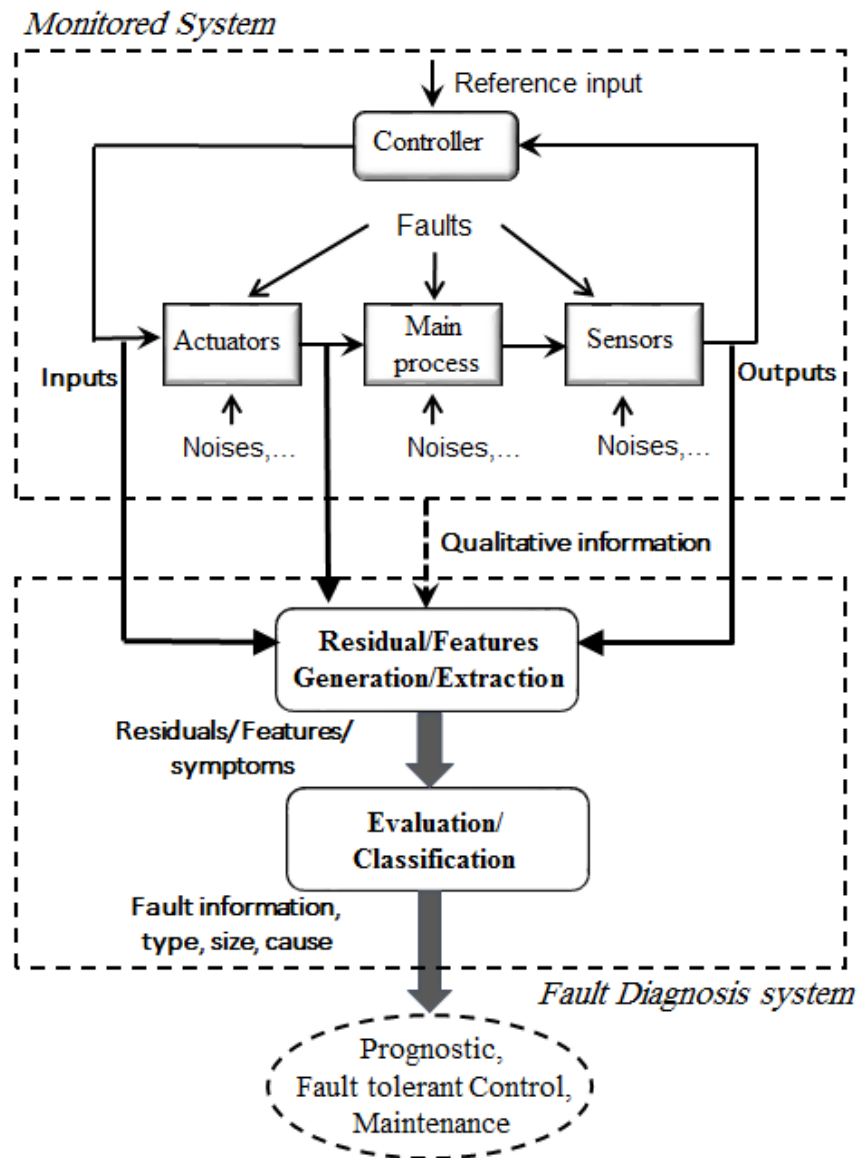 Monitored System
Reference input
Controller
Faults
Actuators
Main
process
Sensors
Inputs
Outputs
Noises,...
Noises,...
Noises,...
Qualitative information
Residual/Features
Generation/Extraction
Residuals/Features/
symptoms
Evaluation/
Classification
Fault information,
type, size, cause
Fault Diagnosis system
Prognostic,
Fault tolerant Control,
Maintenance